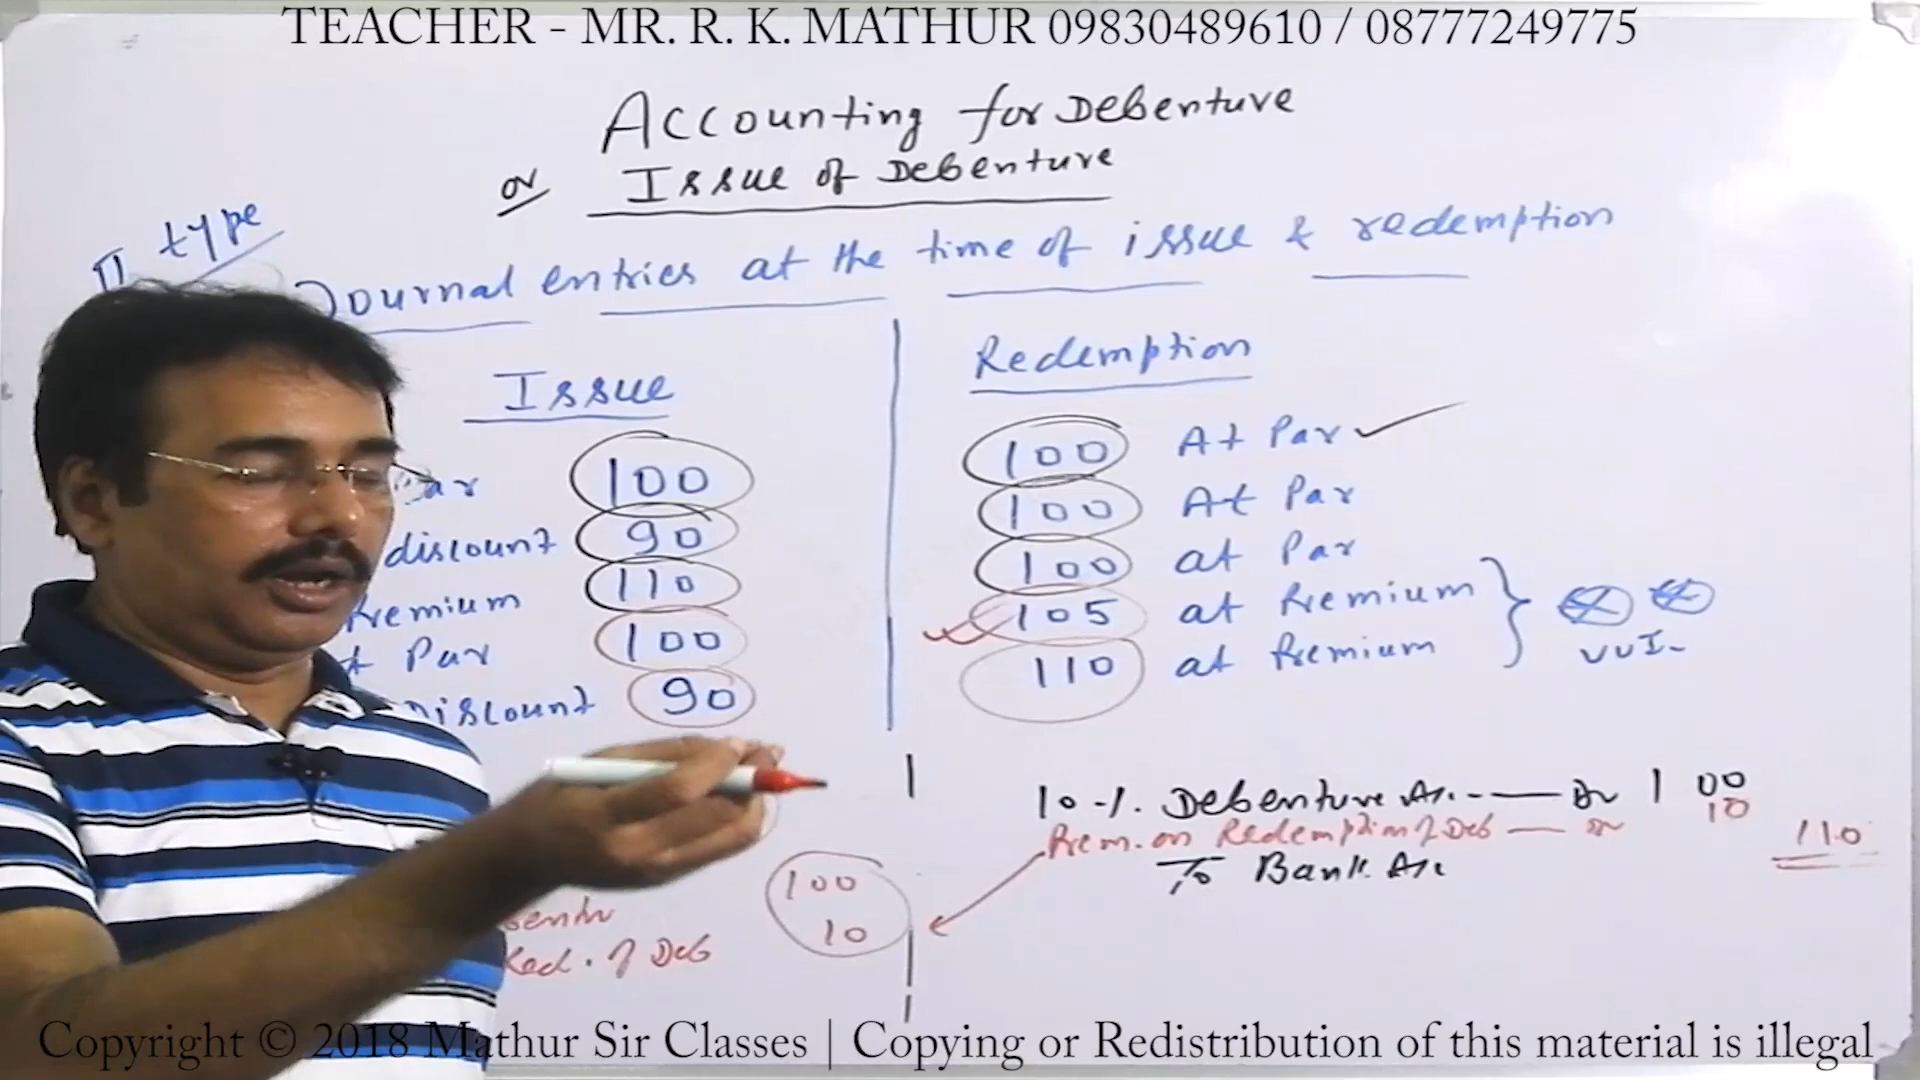 TEACHER - MR. R. K. MATHUR 09830489610 / 08777249775
Accounting for Debenture
or Issue of Debenture
II type
Journal entries at the time of issue & redemption
Issue
Redemption
100
100 At Par
discount 90
100 At Par
Premium 110
100 at Par
Par 100
105 at Premium
Discount 90
110 at Premium
VVI
10%. Debenture A/c. Dr 100
Prem. on Redemption of Deb Dr 10
To Bank A/c 110
100
10
Red. of Deb
Copyright © 2018 Mathur Sir Classes | Copying or Redistribution of this material is illegal